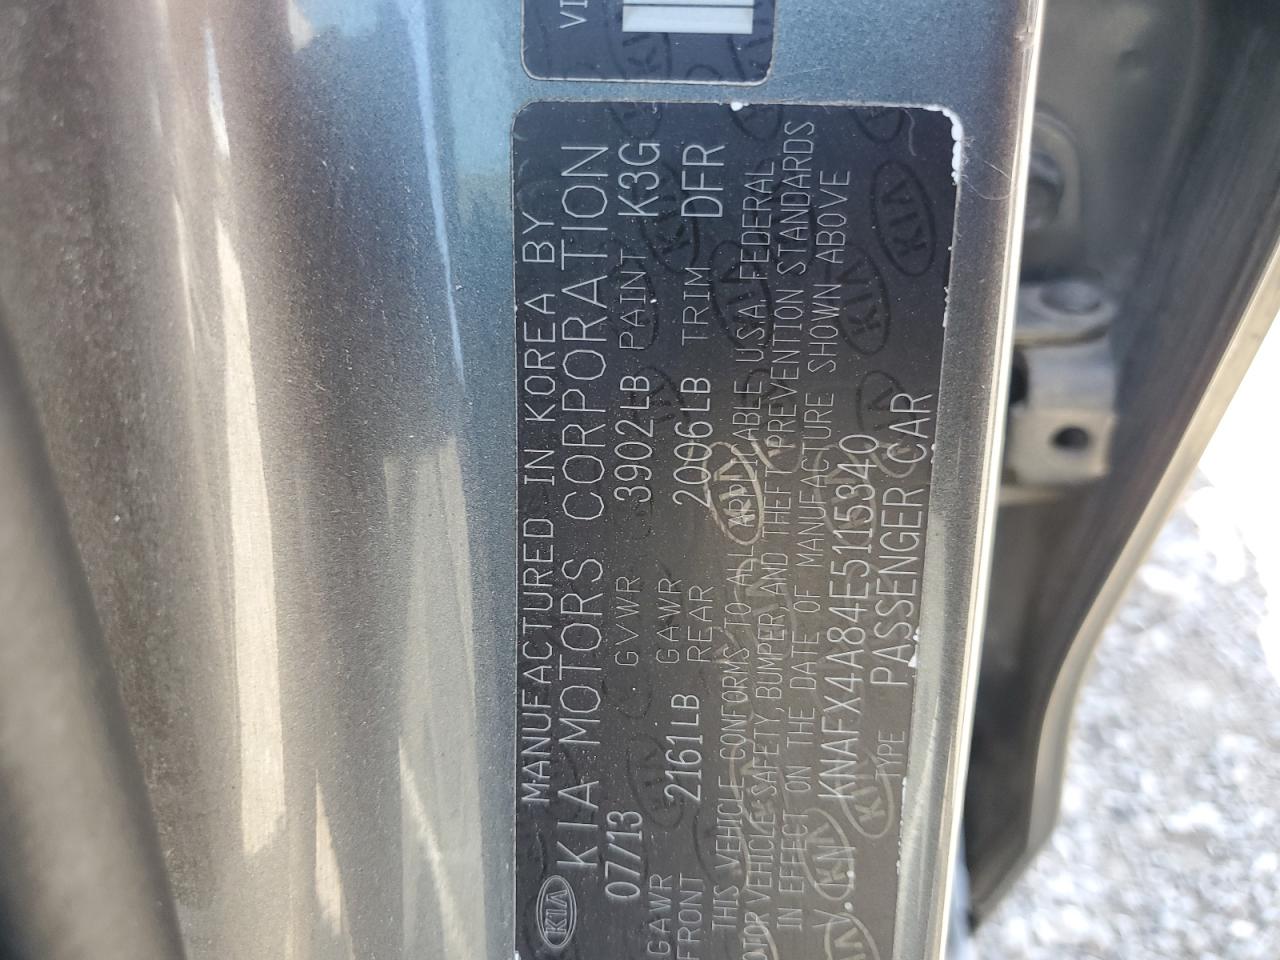 VI
MANUFACTURED IN KOREA BY
KIA KIA MOTORS CORPORATION
07/13 GVWR 3902LB PAINT K3G
GAWR FRONT 2161LB GAWR REAR 2006LB TRIM DFR
THIS VEHICLE CONFORMS TO ALL APPLICABLE U.S.A. FEDERAL
MOTOR VEHICLE SAFETY, BUMPER AND THEFT PREVENTION STANDARDS
IN EFFECT ON THE DATE OF MANUFACTURE SHOWN ABOVE
V.I.N KNAFX4A84E5115340
TYPE PASSENGER CAR